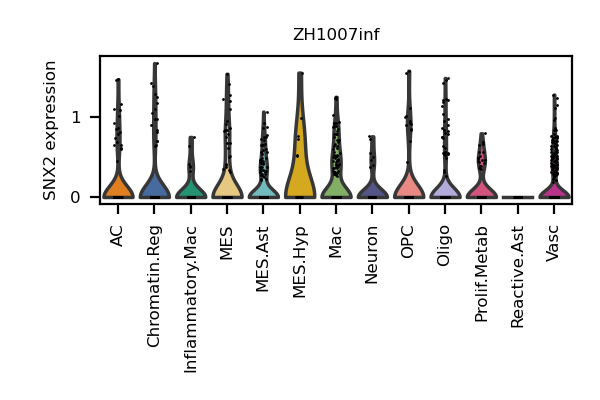 ZH1007inf
SNX2 expression
1
0
AC
Chromatin.Reg
Inflammatory.Mac
MES
MES.Ast
MES.Hyp
Mac
Neuron
OPC
Oligo
Prolif.Metab
Reactive.Ast
Vasc